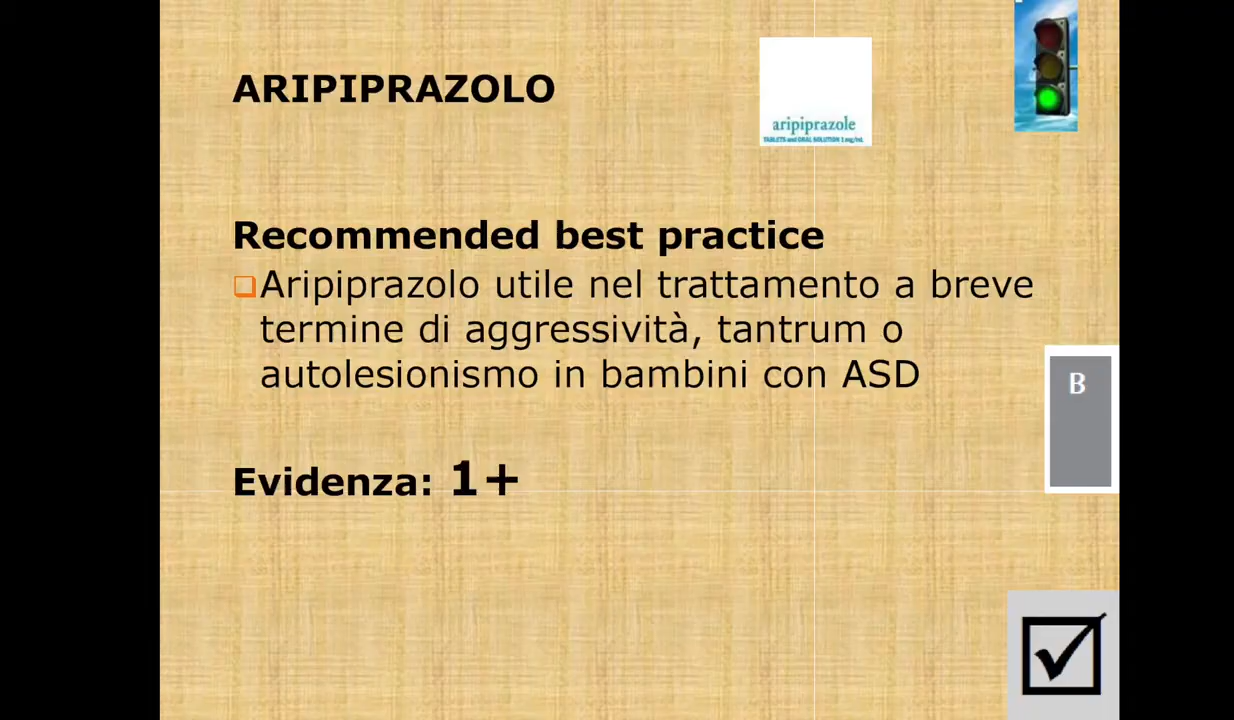 ARIPIPRAZOLO
aripiprazole
TABLETS and ORAL SOLUTION 1 mg/mL
Recommended best practice
Aripiprazolo utile nel trattamento a breve
termine di aggressività, tantrum o
autolesionismo in bambini con ASD
B
Evidenza: 1+